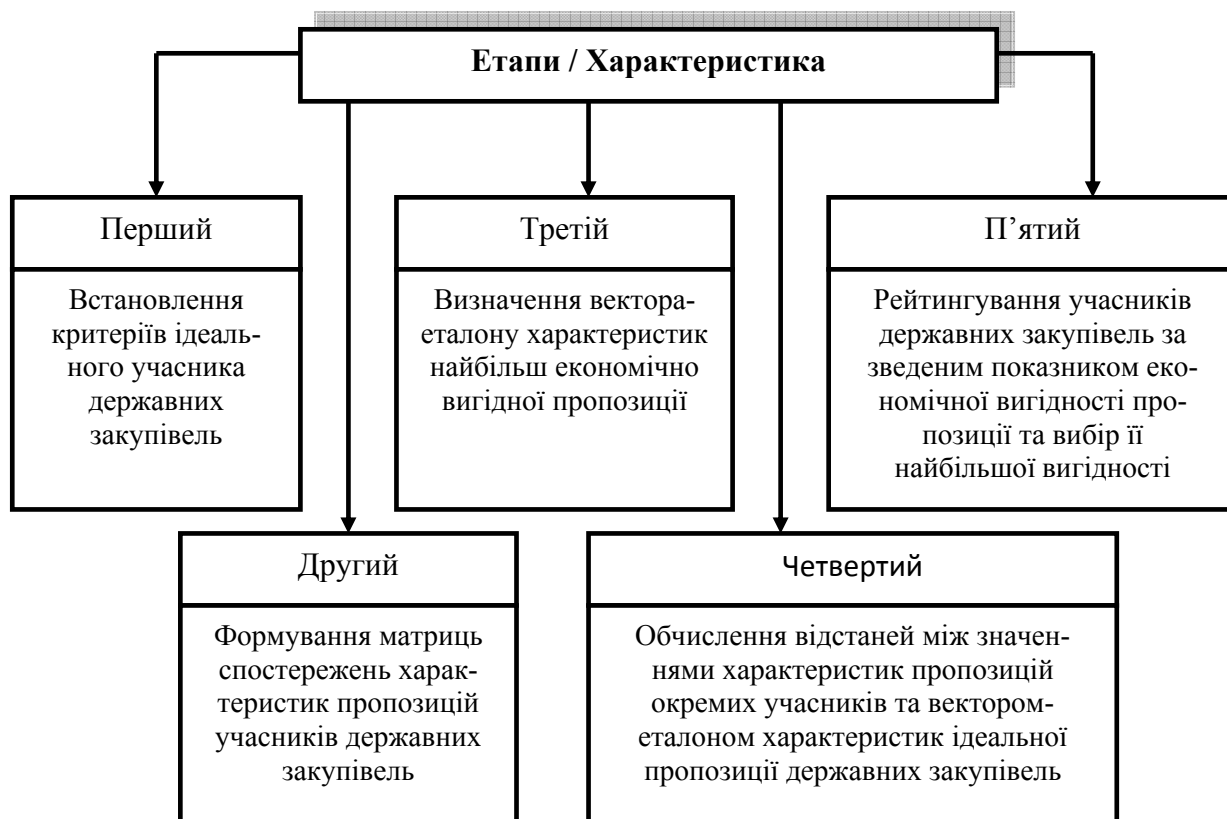 Етапи / Характеристика
Перший
Встановлення
критеріїв ідеаль-
ного учасника
державних
закупівель
Третій
Визначення вектора-
еталону характеристик
найбільш економічно
вигідної пропозиції
П’ятий
Рейтингування учасників
державних закупівель за
зведеним показником еко-
номічної вигідності про-
позиції та вибір її
найбільшої вигідності
Другий
Формування матриць
спостережень харак-
теристик пропозицій
учасників державних
закупівель
Четвертий
Обчислення відстаней між значен-
нями характеристик пропозицій
окремих учасників та вектором-
еталоном характеристик ідеальної
пропозиції державних закупівель